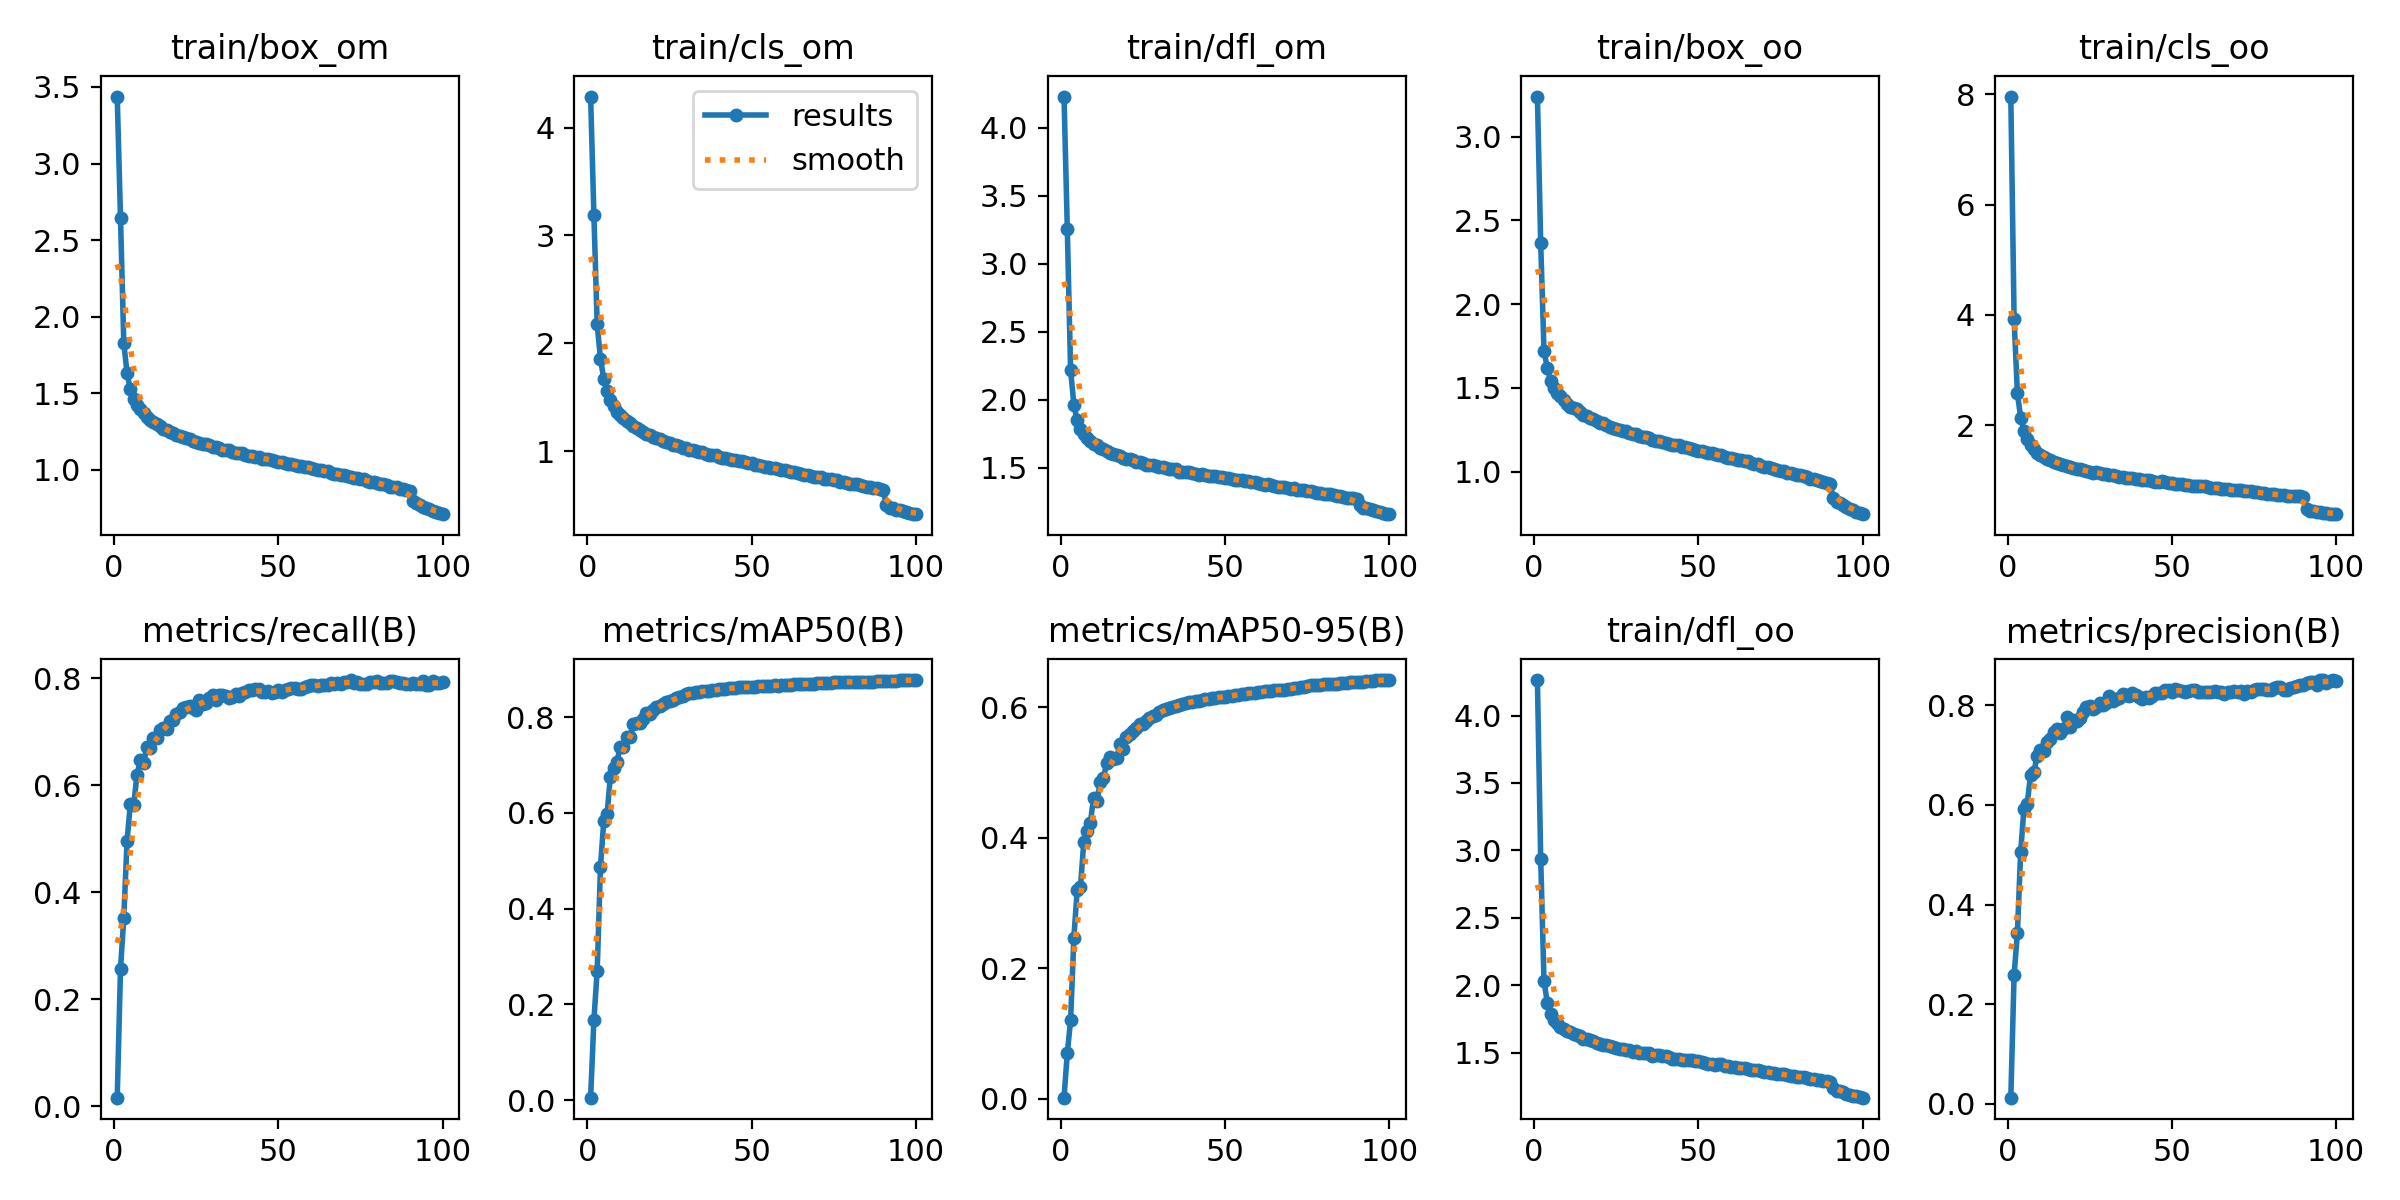 train/box_om
3.5
3.0
2.5
2.0
1.5
1.0
0 50 100
train/cls_om
results
smooth
4
3
2
1
0 50 100
train/dfl_om
4.0
3.5
3.0
2.5
2.0
1.5
0 50 100
train/box_oo
3.0
2.5
2.0
1.5
1.0
0 50 100
train/cls_oo
8
6
4
2
0 50 100
metrics/recall(B)
0.8
0.6
0.4
0.2
0.0
0 50 100
metrics/mAP50(B)
0.8
0.6
0.4
0.2
0.0
0 50 100
metrics/mAP50-95(B)
0.6
0.4
0.2
0.0
0 50 100
train/dfl_oo
4.0
3.5
3.0
2.5
2.0
1.5
0 50 100
metrics/precision(B)
0.8
0.6
0.4
0.2
0.0
0 50 100